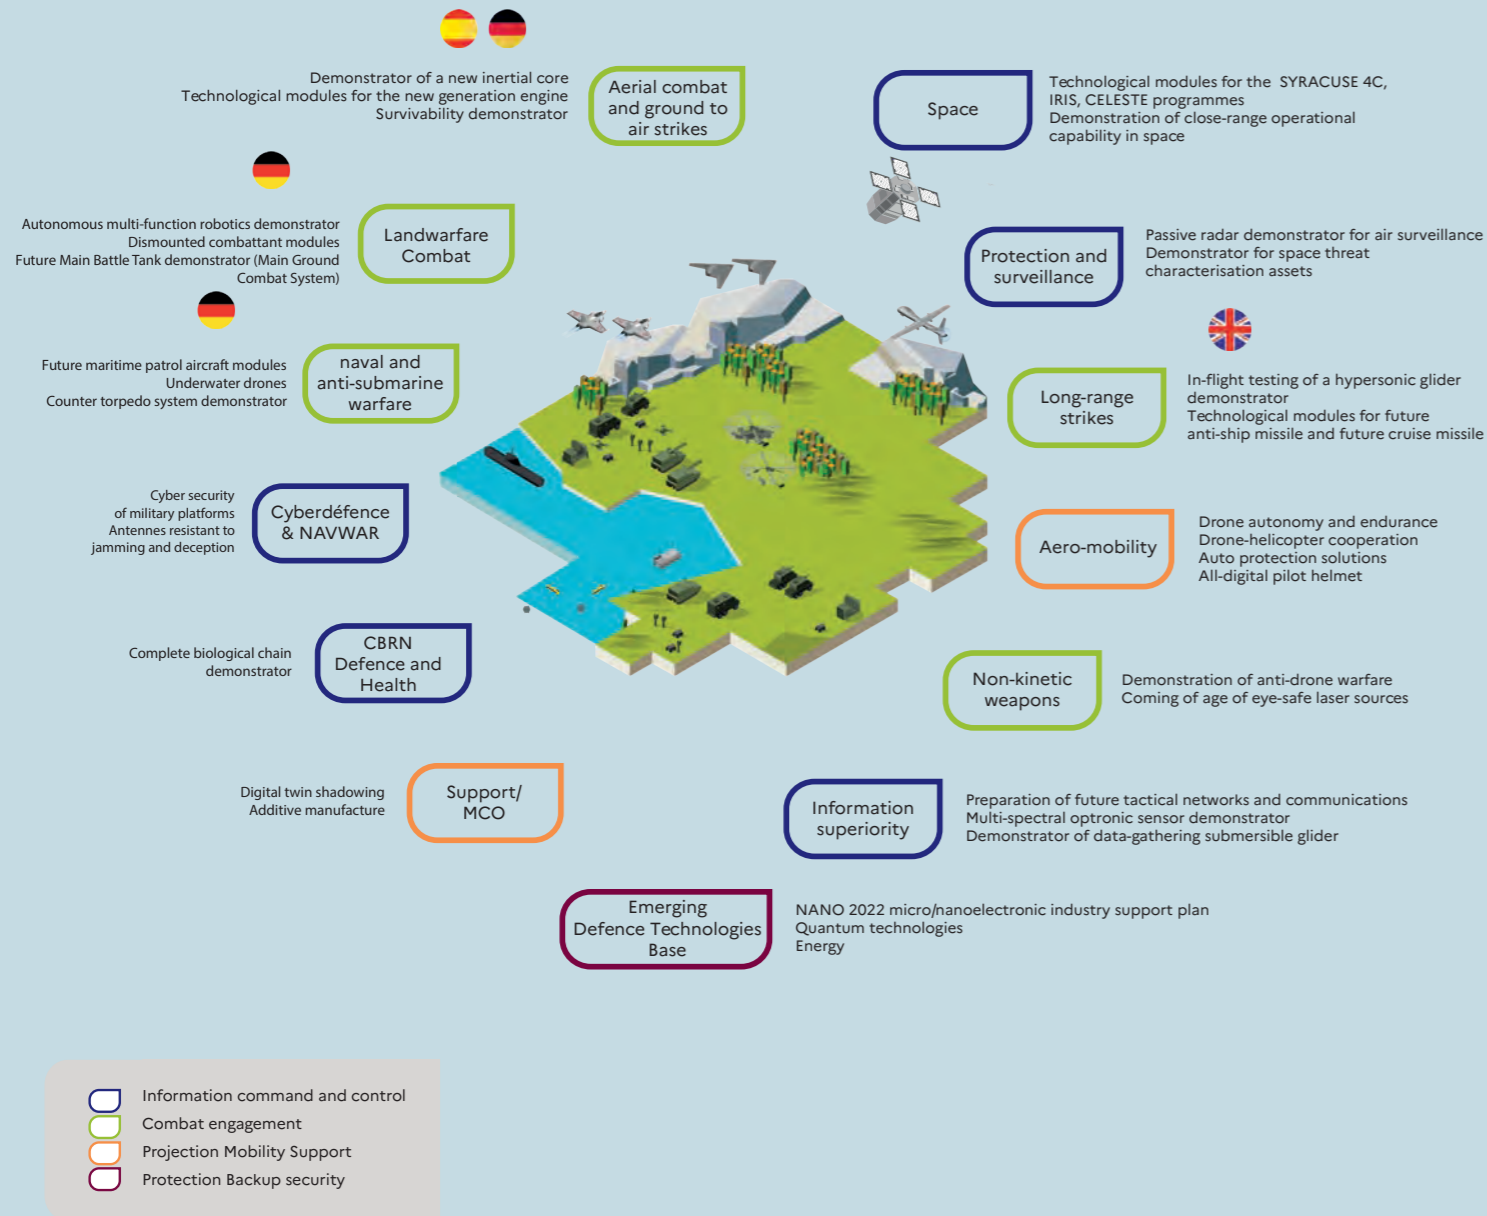 Demonstrator of a new inertial core
Technological modules for the new generation engine
Survivability demonstrator
Aerial combat
and ground to
air strikes
Space
Technological modules for the SYRACUSE 4C,
IRIS, CELESTE programmes
Demonstration of close-range operational
capability in space
Autonomous multi-function robotics demonstrator
Dismounted combattant modules
Future Main Battle Tank demonstrator (Main Ground
Combat System)
Landwarfare
Combat
Protection and
surveillance
Passive radar demonstrator for air surveillance
Demonstrator for space threat
characterisation assets
Future maritime patrol aircraft modules
Underwater drones
Counter torpedo system demonstrator
naval and
anti-submarine
warfare
Long-range
strikes
In-flight testing of a hypersonic glider
demonstrator
Technological modules for future
anti-ship missile and future cruise missile
Cyber security
of military platforms
Antennes resistant to
jamming and deception
Cyberdéfence
& NAVWAR
Aero-mobility
Drone autonomy and endurance
Drone-helicopter cooperation
Auto protection solutions
All-digital pilot helmet
Complete biological chain
demonstrator
CBRN
Defence and
Health
Non-kinetic
weapons
Demonstration of anti-drone warfare
Coming of age of eye-safe laser sources
Digital twin shadowing
Additive manufacture
Support/
MCO
Information
superiority
Preparation of future tactical networks and communications
Multi-spectral optronic sensor demonstrator
Demonstrator of data-gathering submersible glider
Emerging
Defence Technologies
Base
NANO 2022 micro/nanoelectronic industry support plan
Quantum technologies
Energy
Information command and control
Combat engagement
Projection Mobility Support
Protection Backup security